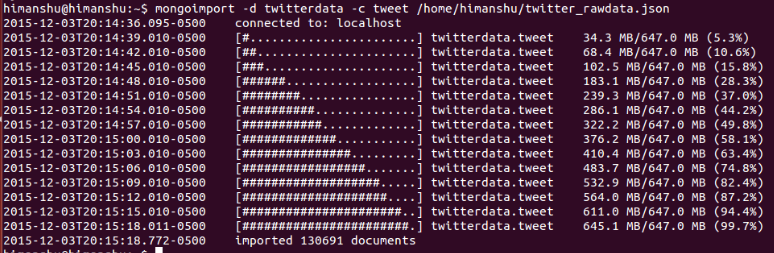 himanshu@himanshu:~$ mongoimport -d twitterdata -c tweet /home/himanshu/twitter_rawdata.json
2015-12-03T20:14:36.095-0500 connected to: localhost
2015-12-03T20:14:39.010-0500 [#.......................] twitterdata.tweet 34.3 MB/647.0 MB (5.3%)
2015-12-03T20:14:42.010-0500 [##......................] twitterdata.tweet 68.4 MB/647.0 MB (10.6%)
2015-12-03T20:14:45.010-0500 [###.....................] twitterdata.tweet 102.5 MB/647.0 MB (15.8%)
2015-12-03T20:14:48.010-0500 [######..................] twitterdata.tweet 183.1 MB/647.0 MB (28.3%)
2015-12-03T20:14:51.010-0500 [########................] twitterdata.tweet 239.3 MB/647.0 MB (37.0%)
2015-12-03T20:14:54.010-0500 [##########..............] twitterdata.tweet 286.1 MB/647.0 MB (44.2%)
2015-12-03T20:14:57.010-0500 [###########.............] twitterdata.tweet 322.2 MB/647.0 MB (49.8%)
2015-12-03T20:15:00.010-0500 [#############...........] twitterdata.tweet 376.2 MB/647.0 MB (58.1%)
2015-12-03T20:15:03.010-0500 [###############.........] twitterdata.tweet 410.4 MB/647.0 MB (63.4%)
2015-12-03T20:15:06.010-0500 [#################.......] twitterdata.tweet 483.7 MB/647.0 MB (74.8%)
2015-12-03T20:15:09.010-0500 [###################.....] twitterdata.tweet 532.9 MB/647.0 MB (82.4%)
2015-12-03T20:15:12.010-0500 [####################....] twitterdata.tweet 564.0 MB/647.0 MB (87.2%)
2015-12-03T20:15:15.010-0500 [######################..] twitterdata.tweet 611.0 MB/647.0 MB (94.4%)
2015-12-03T20:15:18.011-0500 [#######################.] twitterdata.tweet 645.1 MB/647.0 MB (99.7%)
2015-12-03T20:15:18.772-0500 imported 130691 documents
himanshu@himanshu:~$